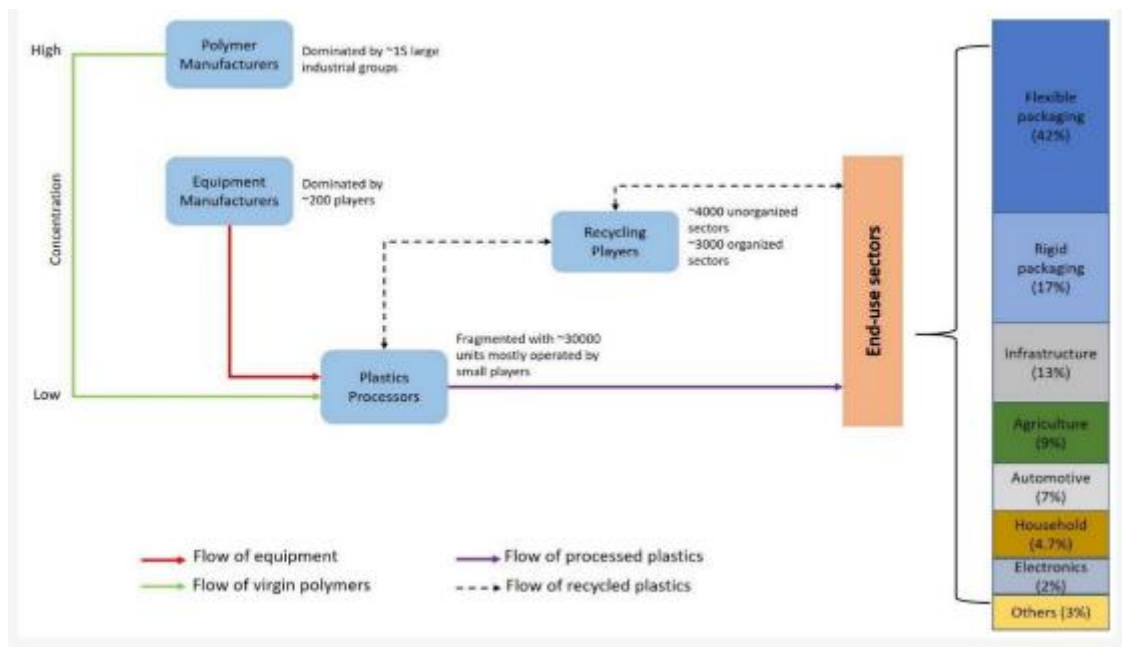 High
Polymer
Manufacturers
Dominated by ~15 large
industrial groups
Concentration
Equipment
Manufacturers
Dominated by
~200 players
Recycling
Players
~4000 unorganized
sectors
~3000 organized
sectors
Low
Plastics
Processors
Fragmented with ~30000
units mostly operated by
small players
End-use sectors
Flexible
packaging
(42%)
Rigid
packaging
(17%)
Infrastructure
(13%)
Agriculture
(9%)
Automotive
(7%)
Household
(4.7%)
Electronics
(2%)
Others (3%)
Flow of equipment
Flow of processed plastics
Flow of virgin polymers
Flow of recycled plastics